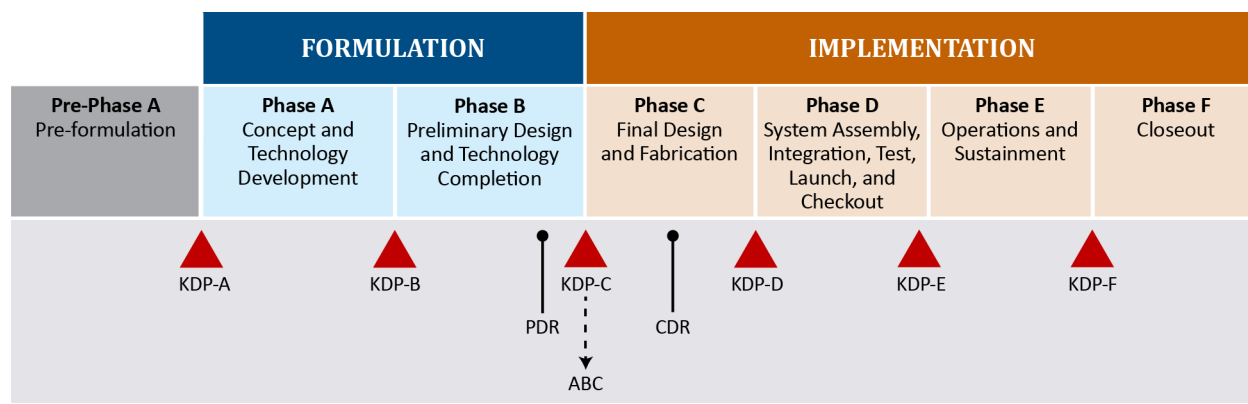 FORMULATION
IMPLEMENTATION
Pre-Phase A
Pre-formulation
Phase A
Concept and
Technology
Development
Phase B
Preliminary Design
and Technology
Completion
Phase C
Final Design
and Fabrication
Phase D
System Assembly,
Integration, Test,
Launch, and
Checkout
Phase E
Operations and
Sustainment
Phase F
Closeout
KDP-A
KDP-B
KDP-C
KDP-D
KDP-E
KDP-F
PDR
CDR
ABC